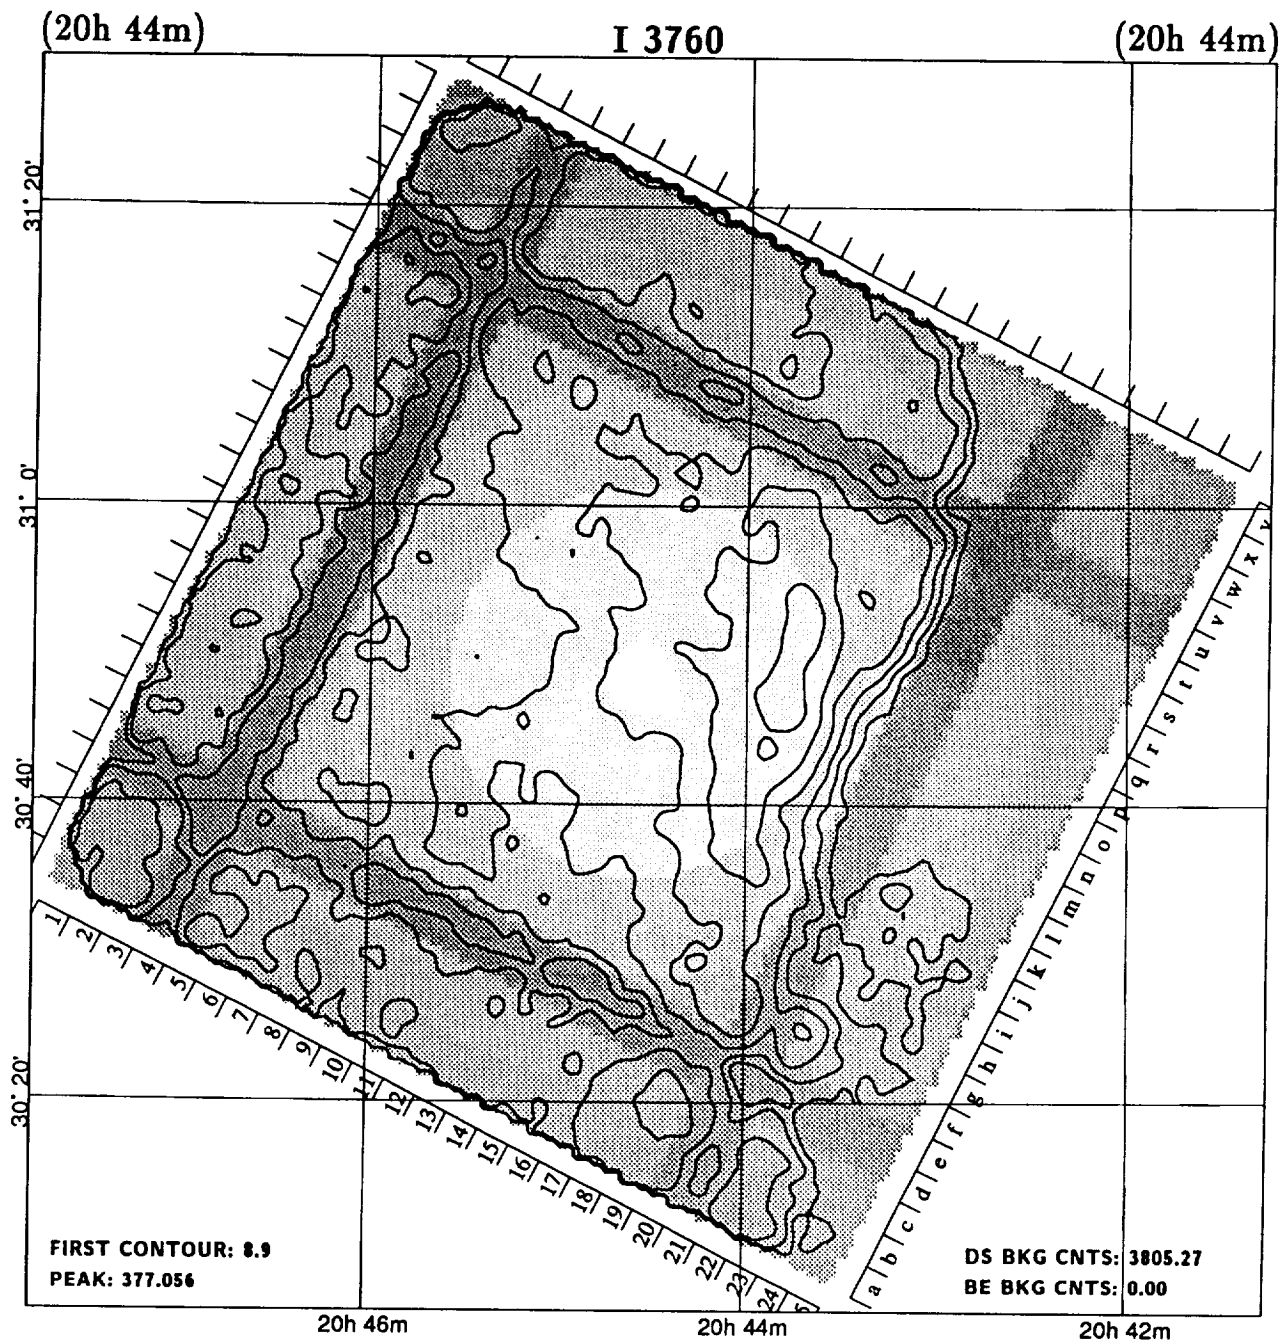 (20h 44m) I 3760 (20h 44m)
31° 20'
31° 0'
30° 40'
30° 20'
1 2 3 4 5 6 7 8 9 10 11 12 13 14 15 16 17 18 19 20 21 22 23 24
a b c d e f g h i j k l m n o p q r s t u v w x
FIRST CONTOUR: 8.9
PEAK: 377.056
DS BKG CNTS: 3805.27
BE BKG CNTS: 0.00
20h 46m 20h 44m 20h 42m